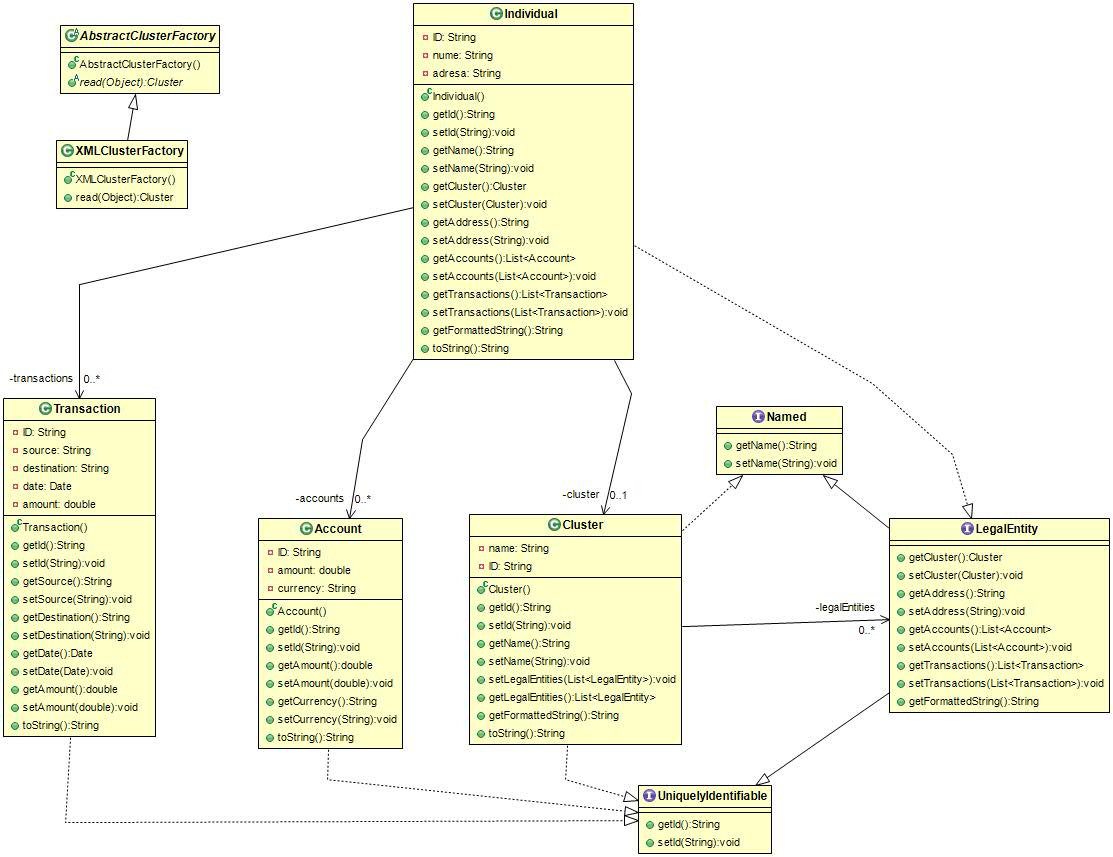 AbstractClusterFactory
AbstractClusterFactory()
read(Object):Cluster
XMLClusterFactory
XMLClusterFactory()
read(Object):Cluster
Individual
ID: String
nume: String
adresa: String
Individual()
getId():String
setId(String):void
getName():String
setName(String):void
getCluster():Cluster
setCluster(Cluster):void
getAddress():String
setAddress(String):void
getAccounts():List<Account>
setAccounts(List<Account>):void
getTransactions():List<Transaction>
setTransactions(List<Transaction>):void
getFormattedString():String
toString():String
-transactions 0..*
Transaction
ID: String
source: String
destination: String
date: Date
amount: double
Transaction()
getId():String
setId(String):void
getSource():String
setSource(String):void
getDestination():String
setDestination(String):void
getDate():Date
setDate(Date):void
getAmount():double
setAmount(double):void
toString():String
-accounts 0..*
Account
ID: String
amount: double
currency: String
Account()
getId():String
setId(String):void
getAmount():double
setAmount(double):void
getCurrency():String
setCurrency(String):void
toString():String
-cluster 0..1
Cluster
name: String
ID: String
Cluster()
getId():String
setId(String):void
getName():String
setName(String):void
setLegalEntities(List<LegalEntity>):void
getLegalEntities():List<LegalEntity>
getFormattedString():String
toString():String
Named
getName():String
setName(String):void
-legalEntities
0..*
LegalEntity
getCluster():Cluster
setCluster(Cluster):void
getAddress():String
setAddress(String):void
getAccounts():List<Account>
setAccounts(List<Account>):void
getTransactions():List<Transaction>
setTransactions(List<Transaction>):void
getFormattedString():String
UniquelyIdentifiable
getId():String
setId(String):void